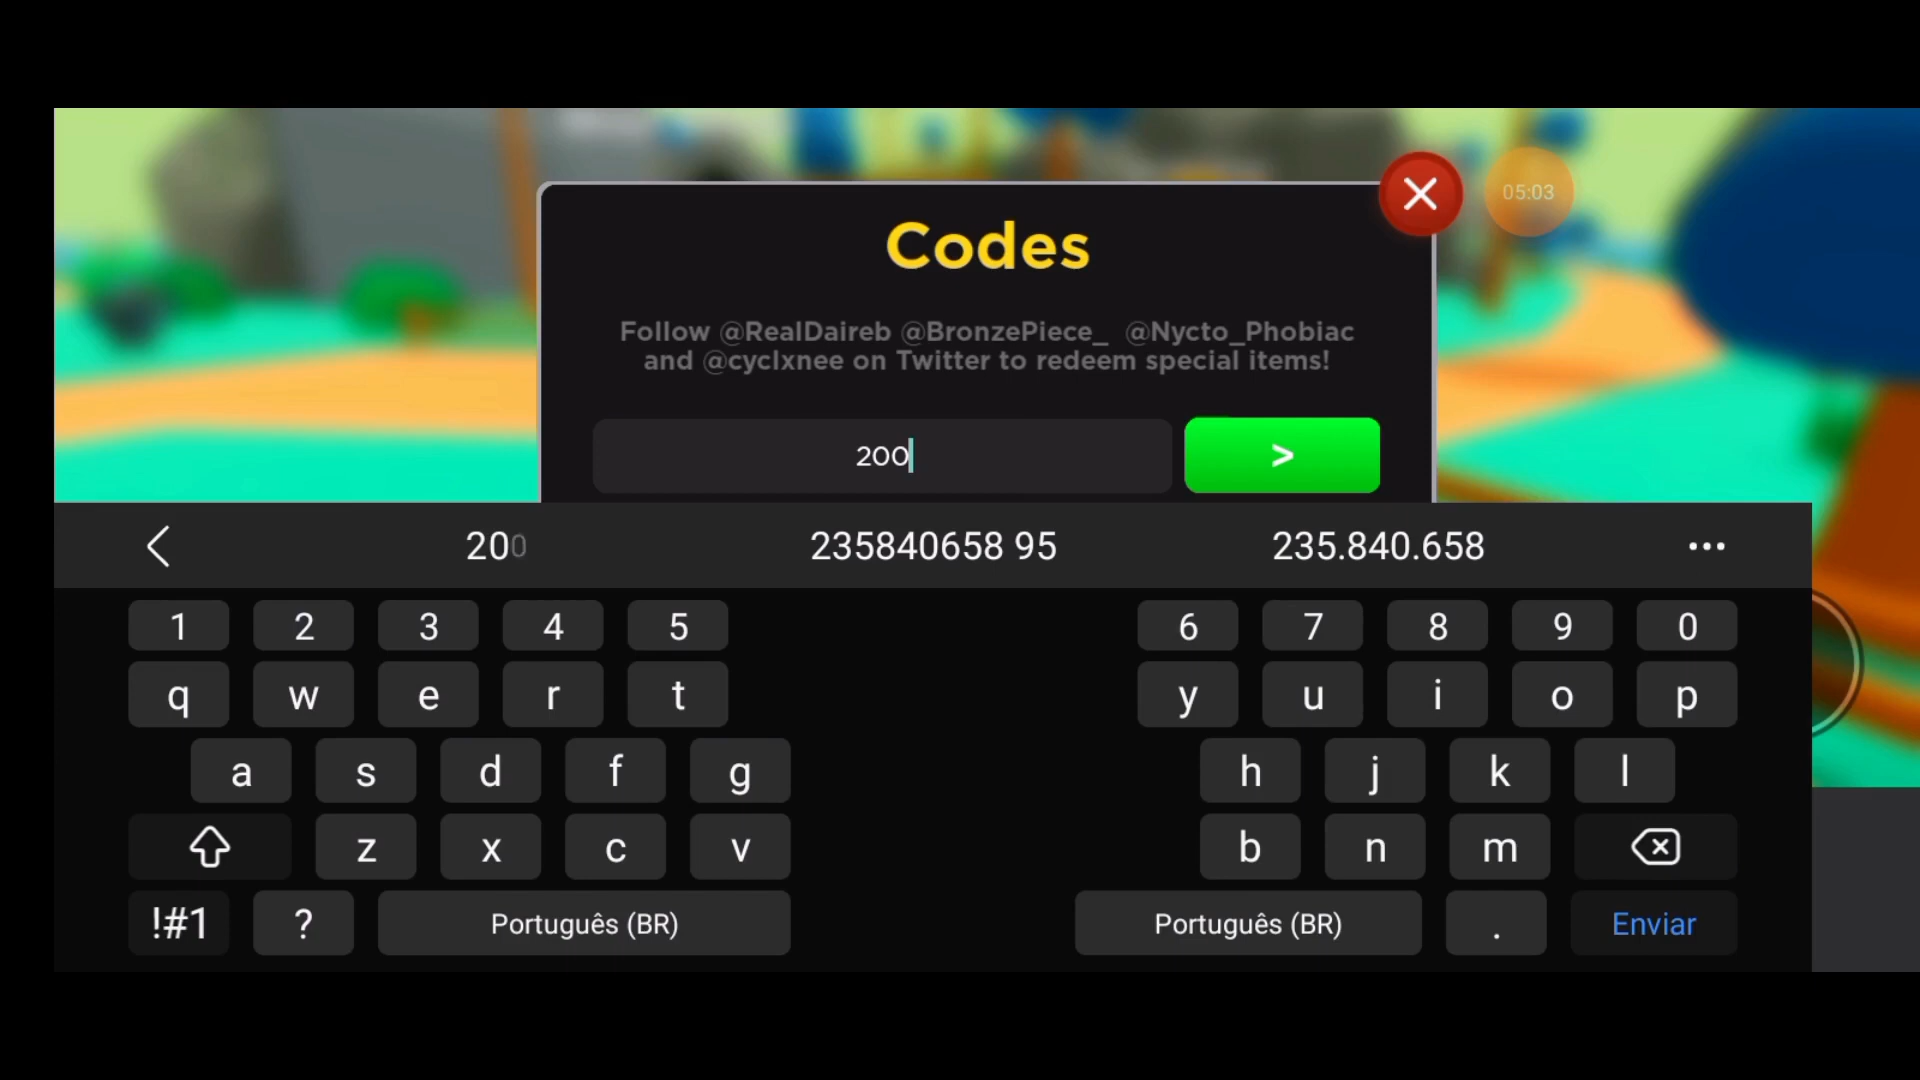 Codes
05:03
Follow @RealDaireb @BronzePiece_ @Nycto_Phobiac
and @cyclxnee on Twitter to redeem special items!
200 >
200 235840658 95 235.840.658 ...
1 2 3 4 5 6 7 8 9 0
q w e r t y u i o p
a s d f g h j k l
z x c v b n m
!#1 ? Português (BR) Português (BR) . Enviar